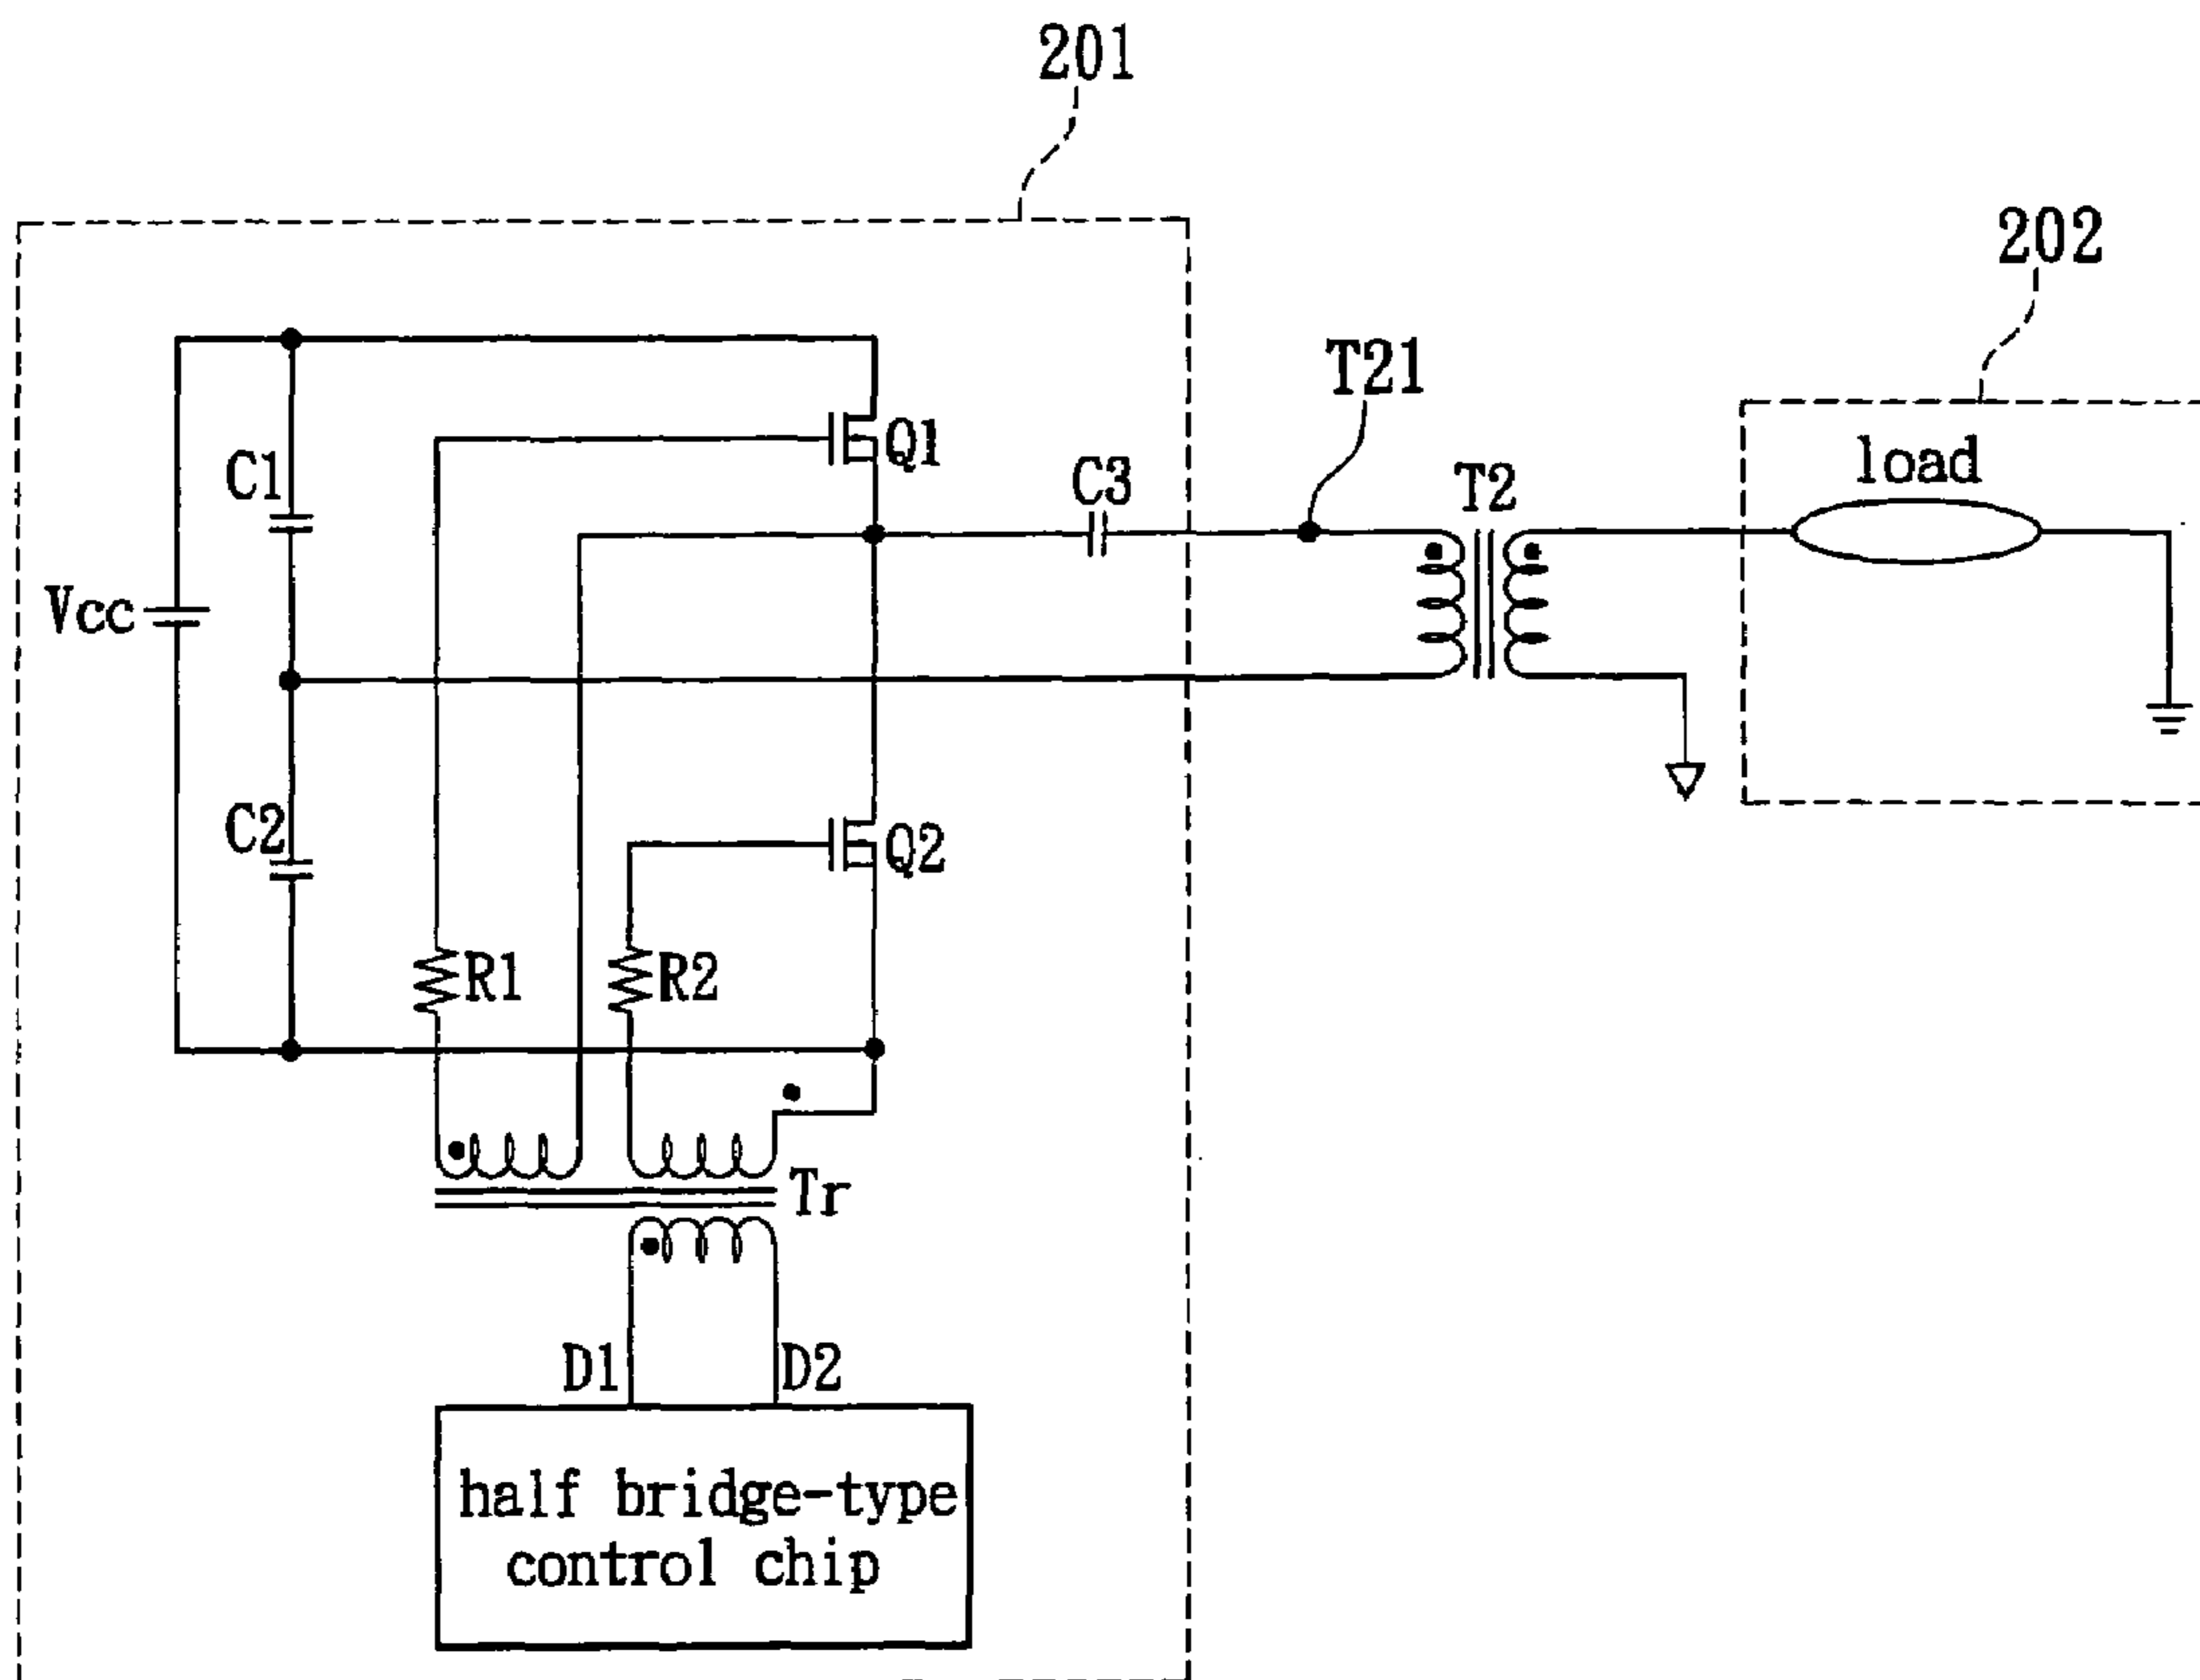 201
202
T21
Q1
load
C1
C3
T2
Vcc
C2
Q2
R1
R2
Tr
D1
D2
half bridge-type
control chip